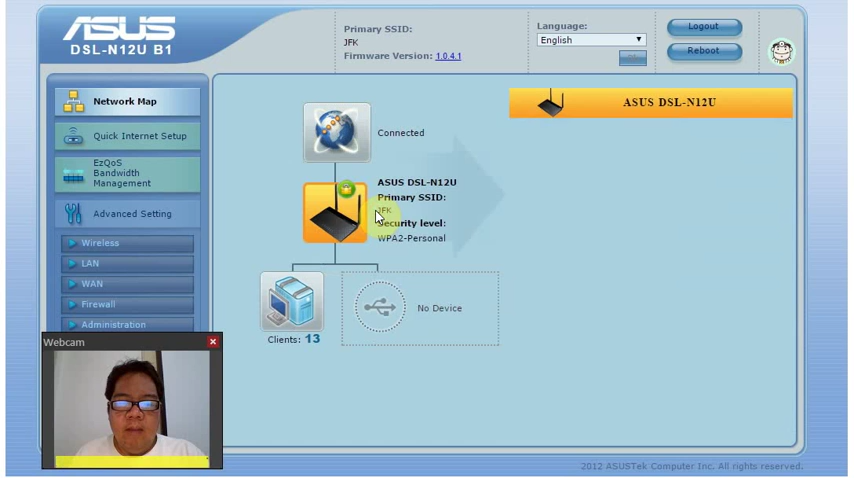 ASUS
DSL-N12U B1
Primary SSID:
JFK
Firmware Version: 1.0.4.1
Language:
English
Logout
Reboot
Network Map
Quick Internet Setup
EzQoS
Bandwidth
Management
Advanced Setting
Wireless
LAN
WAN
Firewall
Administration
Connected
ASUS DSL-N12U
Primary SSID:
JFK
Security level:
WPA2-Personal
Clients: 13
No Device
ASUS DSL-N12U
Webcam
2012 ASUSTek Computer Inc. All rights reserved.